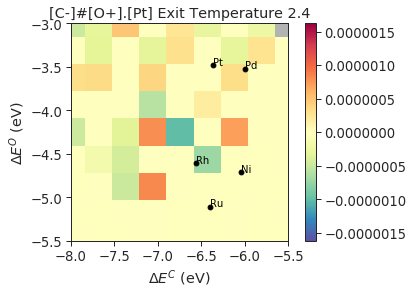 [C-]#[O+].[Pt] Exit Temperature 2.4
−3.0
−3.5
−4.0
−4.5
−5.0
−5.5
ΔE^O (eV)
Pt
Pd
Rh
Ni
Ru
−8.0 −7.5 −7.0 −6.5 −6.0 −5.5
ΔE^C (eV)
0.0000015
0.0000010
0.0000005
0.0000000
−0.0000005
−0.0000010
−0.0000015